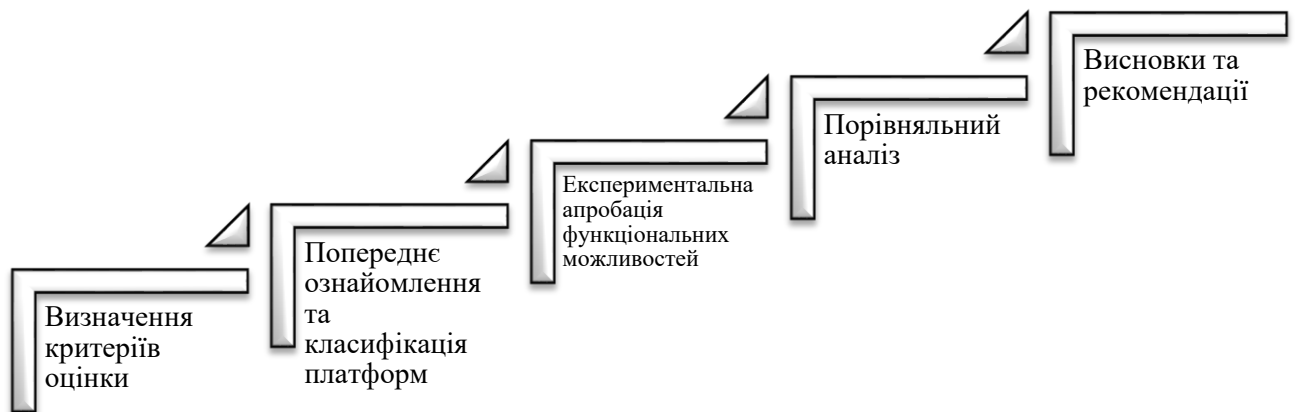 Визначення
критеріїв
оцінки
Попереднє
ознайомлення
та
класифікація
платформ
Експериментальна
апробація
функціональних
можливостей
Порівняльний
аналіз
Висновки та
рекомендації